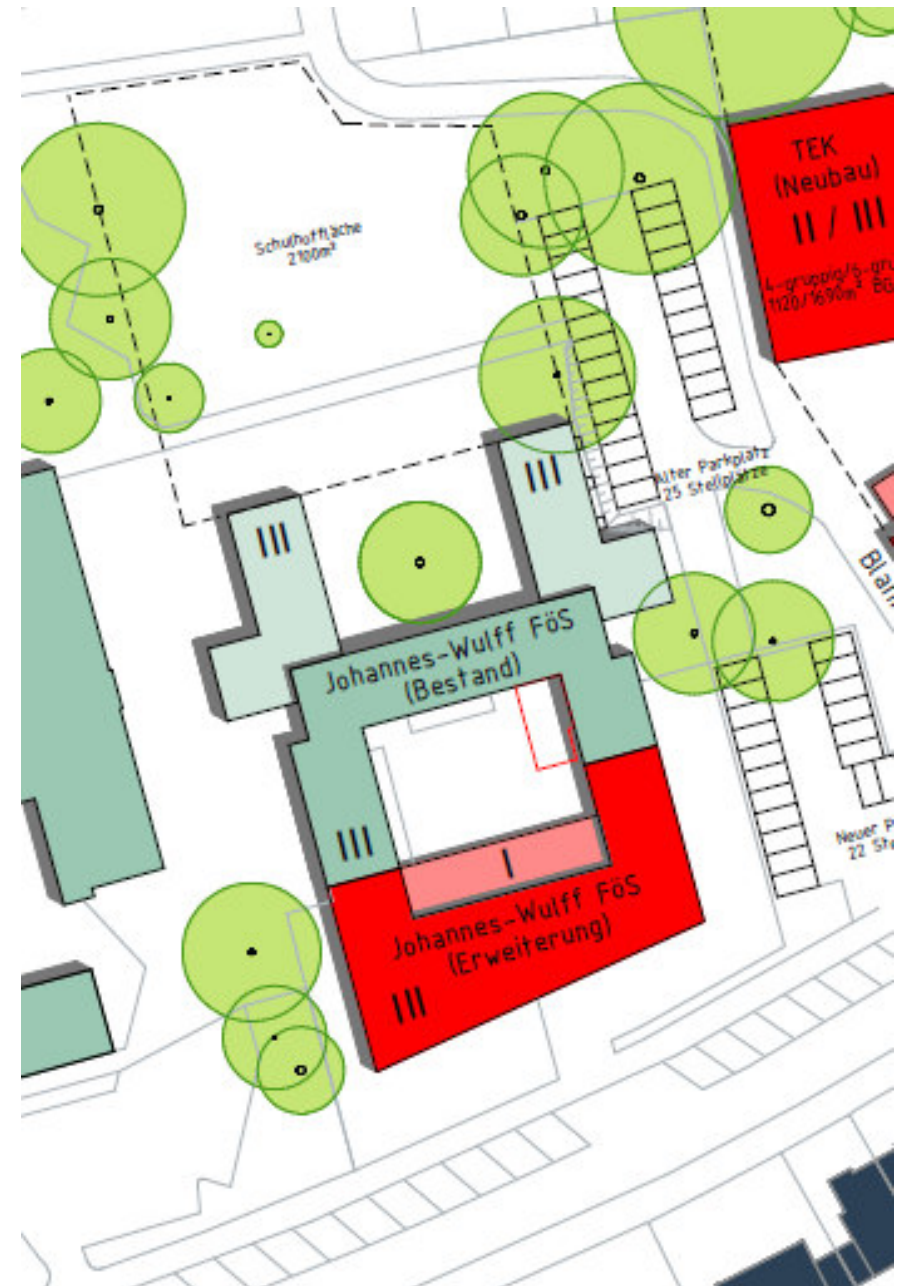 TEK
(Neubau)
II / III
4-gruppig/6-gru
1120/1690m² BG
Schulhoffläche
2100m²
III
III
Alter Parkplatz
25 Stellplätze
Johannes-Wulff FöS
(Bestand)
III
I
Neuer P
22 Ste
Johannes-Wulff FöS
(Erweiterung)
III